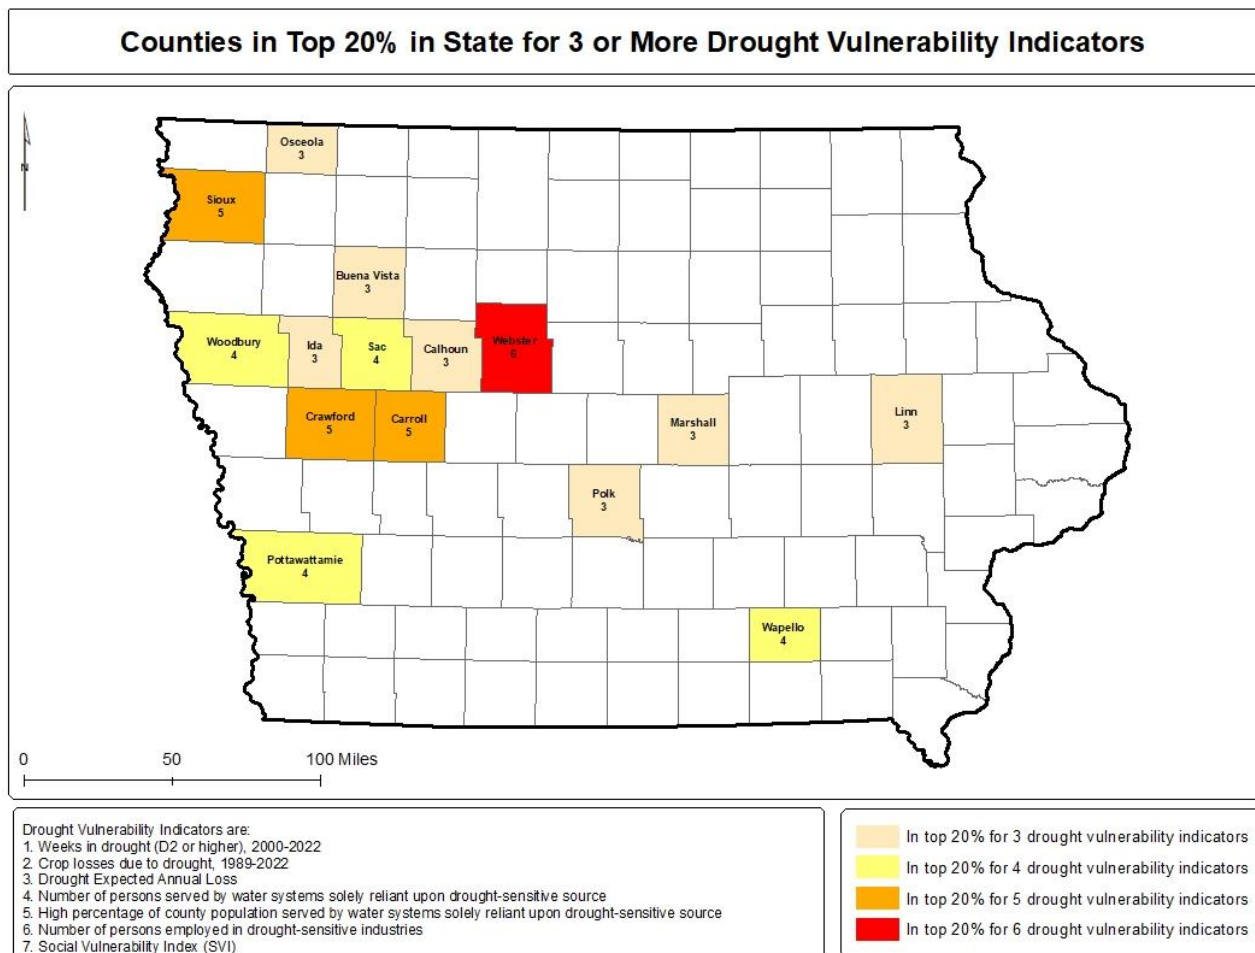 Counties in Top 20% in State for 3 or More Drought Vulnerability Indicators
N
Osceola
3
Sioux
5
Buena Vista
3
Woodbury
4
Ida
3
Sac
4
Calhoun
3
Webster
6
Crawford
5
Carroll
5
Marshall
3
Linn
3
Polk
3
Pottawattamie
4
Wapello
4
0 50 100 Miles
Drought Vulnerability Indicators are:
1. Weeks in drought (D2 or higher), 2000-2022
2. Crop losses due to drought, 1989-2022
3. Drought Expected Annual Loss
4. Number of persons served by water systems solely reliant upon drought-sensitive source
5. High percentage of county population served by water systems solely reliant upon drought-sensitive source
6. Number of persons employed in drought-sensitive industries
7. Social Vulnerability Index (SVI)
In top 20% for 3 drought vulnerability indicators
In top 20% for 4 drought vulnerability indicators
In top 20% for 5 drought vulnerability indicators
In top 20% for 6 drought vulnerability indicators